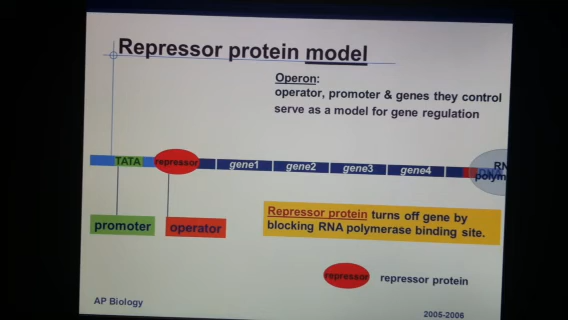 Repressor protein model
Operon:
operator, promoter & genes they control
serve as a model for gene regulation
TATA repressor gene1 gene2 gene3 gene4
RN
polym
promoter operator
Repressor protein turns off gene by
blocking RNA polymerase binding site.
repressor repressor protein
AP Biology
2005-2006